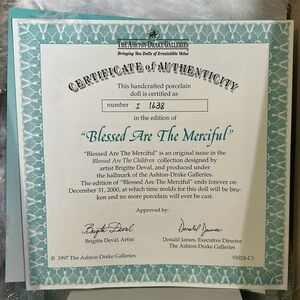 THE ASHTON-DRAKE GALLERIES
Bringing You Dolls of Irresistible Value
CERTIFICATE of AUTHENTICITY
This handcrafted porcelain
doll is certified as
number I 1638
in the edition of
"Blessed Are The Merciful"
"Blessed Are The Merciful" is an original issue in the
Blessed Are The Children collection designed by
artist Brigitte Deval, and produced under
the hallmark of the Ashton-Drake Galleries.
The edition of "Blessed Are The Merciful" ends forever on
December 31, 2000, at which time molds for this doll will be bro-
ken and no more porcelain will ever be cast.
Approved by:
Brigitte Deval Donald James
Brigitte Deval, Artist Donald James, Executive Director
The Ashton-Drake Galleries
© 1997 The Ashton-Drake Galleries 93924-C1